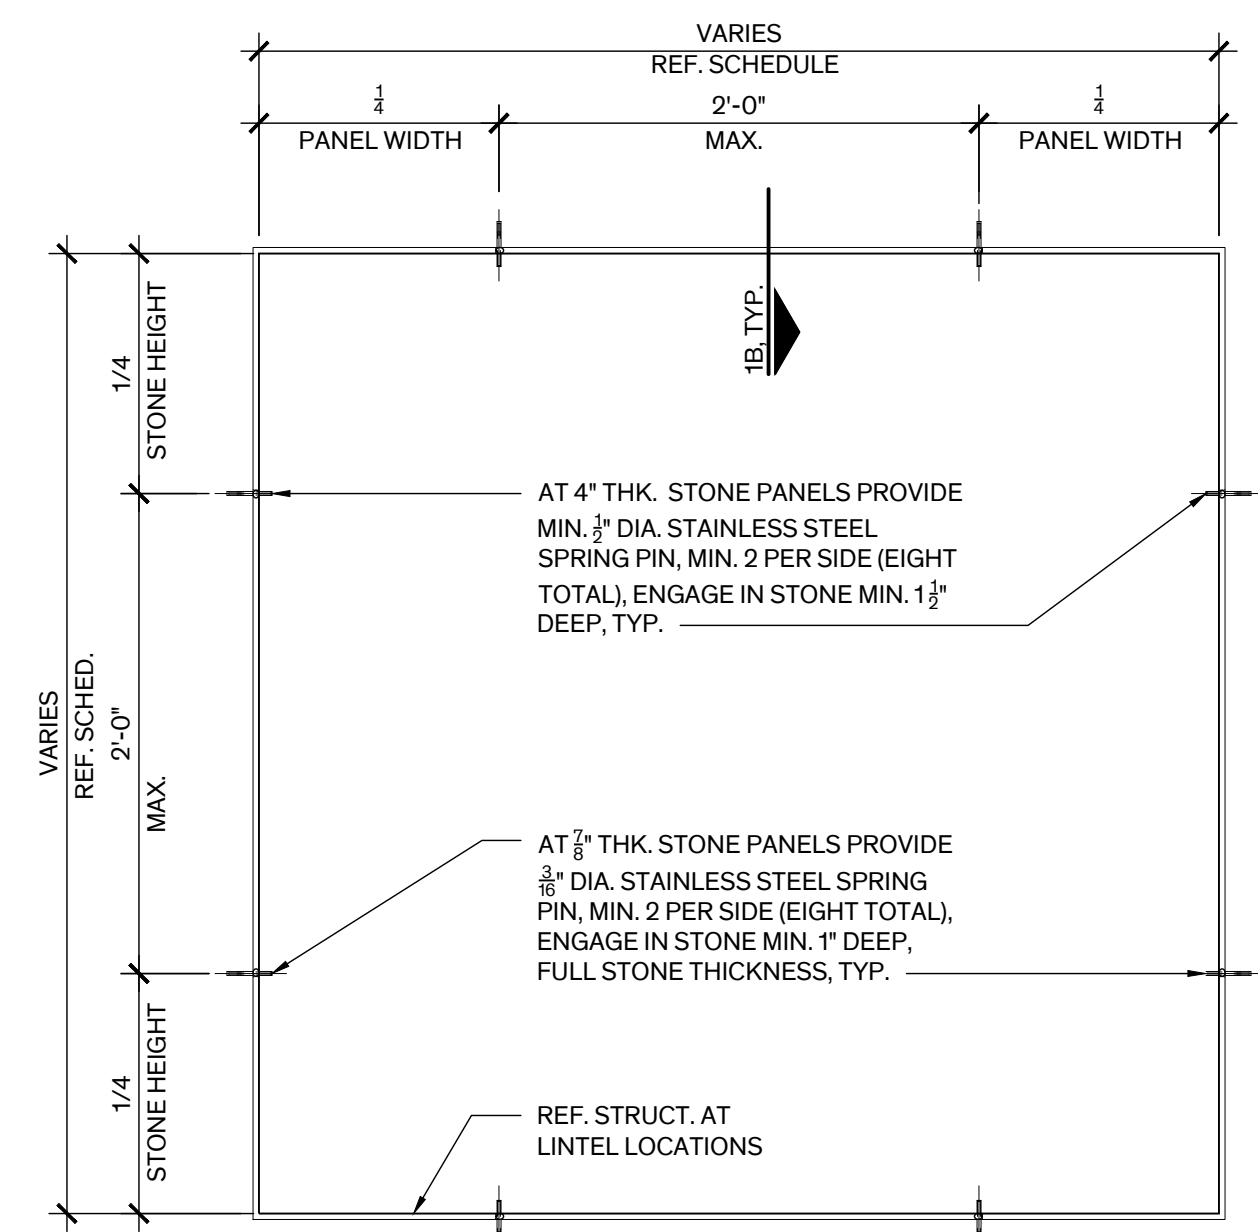 VARIES
REF. SCHEDULE
1/4
PANEL WIDTH
2'-0"
MAX.
1/4
PANEL WIDTH
1B, TYP.
1/4
STONE HEIGHT
AT 4" THK. STONE PANELS PROVIDE
MIN. 1/2" DIA. STAINLESS STEEL
SPRING PIN, MIN. 2 PER SIDE (EIGHT
TOTAL), ENGAGE IN STONE MIN. 1 1/2"
DEEP, TYP.
VARIES
REF. SCHED.
2'-0"
MAX.
AT 7/8" THK. STONE PANELS PROVIDE
3/16" DIA. STAINLESS STEEL SPRING
PIN, MIN. 2 PER SIDE (EIGHT TOTAL),
ENGAGE IN STONE MIN. 1" DEEP,
FULL STONE THICKNESS, TYP.
1/4
STONE HEIGHT
REF. STRUCT. AT
LINTEL LOCATIONS